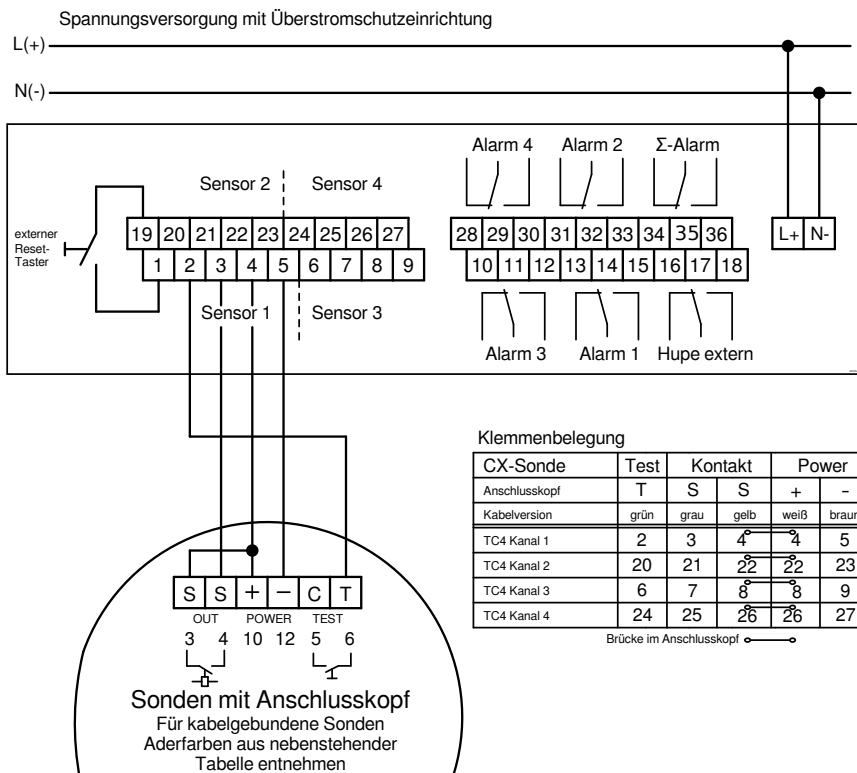 Spannungsversorgung mit Überstromschutzeinrichtung
L(+)
N(-)
Alarm 4 Alarm 2 Σ-Alarm
Sensor 2 Sensor 4
externer
Reset-
Taster
19 20 21 22 23 24 25 26 27
28 29 30 31 32 33 34 35 36
L+ N-
1 2 3 4 5 6 7 8 9
10 11 12 13 14 15 16 17 18
Sensor 1 Sensor 3
Alarm 3 Alarm 1 Hupe extern
Klemmenbelegung
CX-Sonde Test Kontakt Power
Anschlusskopf T S S + -
Kabelversion grün grau gelb weiß braun
TC4 Kanal 1 2 3 4 4 5
TC4 Kanal 2 20 21 22 22 23
TC4 Kanal 3 6 7 8 8 9
TC4 Kanal 4 24 25 26 26 27
Brücke im Anschlusskopf
S S + - C T
OUT POWER TEST
3 4 10 12 5 6
Sonden mit Anschlusskopf
Für kabelgebundene Sonden
Aderfarben aus nebenstehender
Tabelle entnehmen